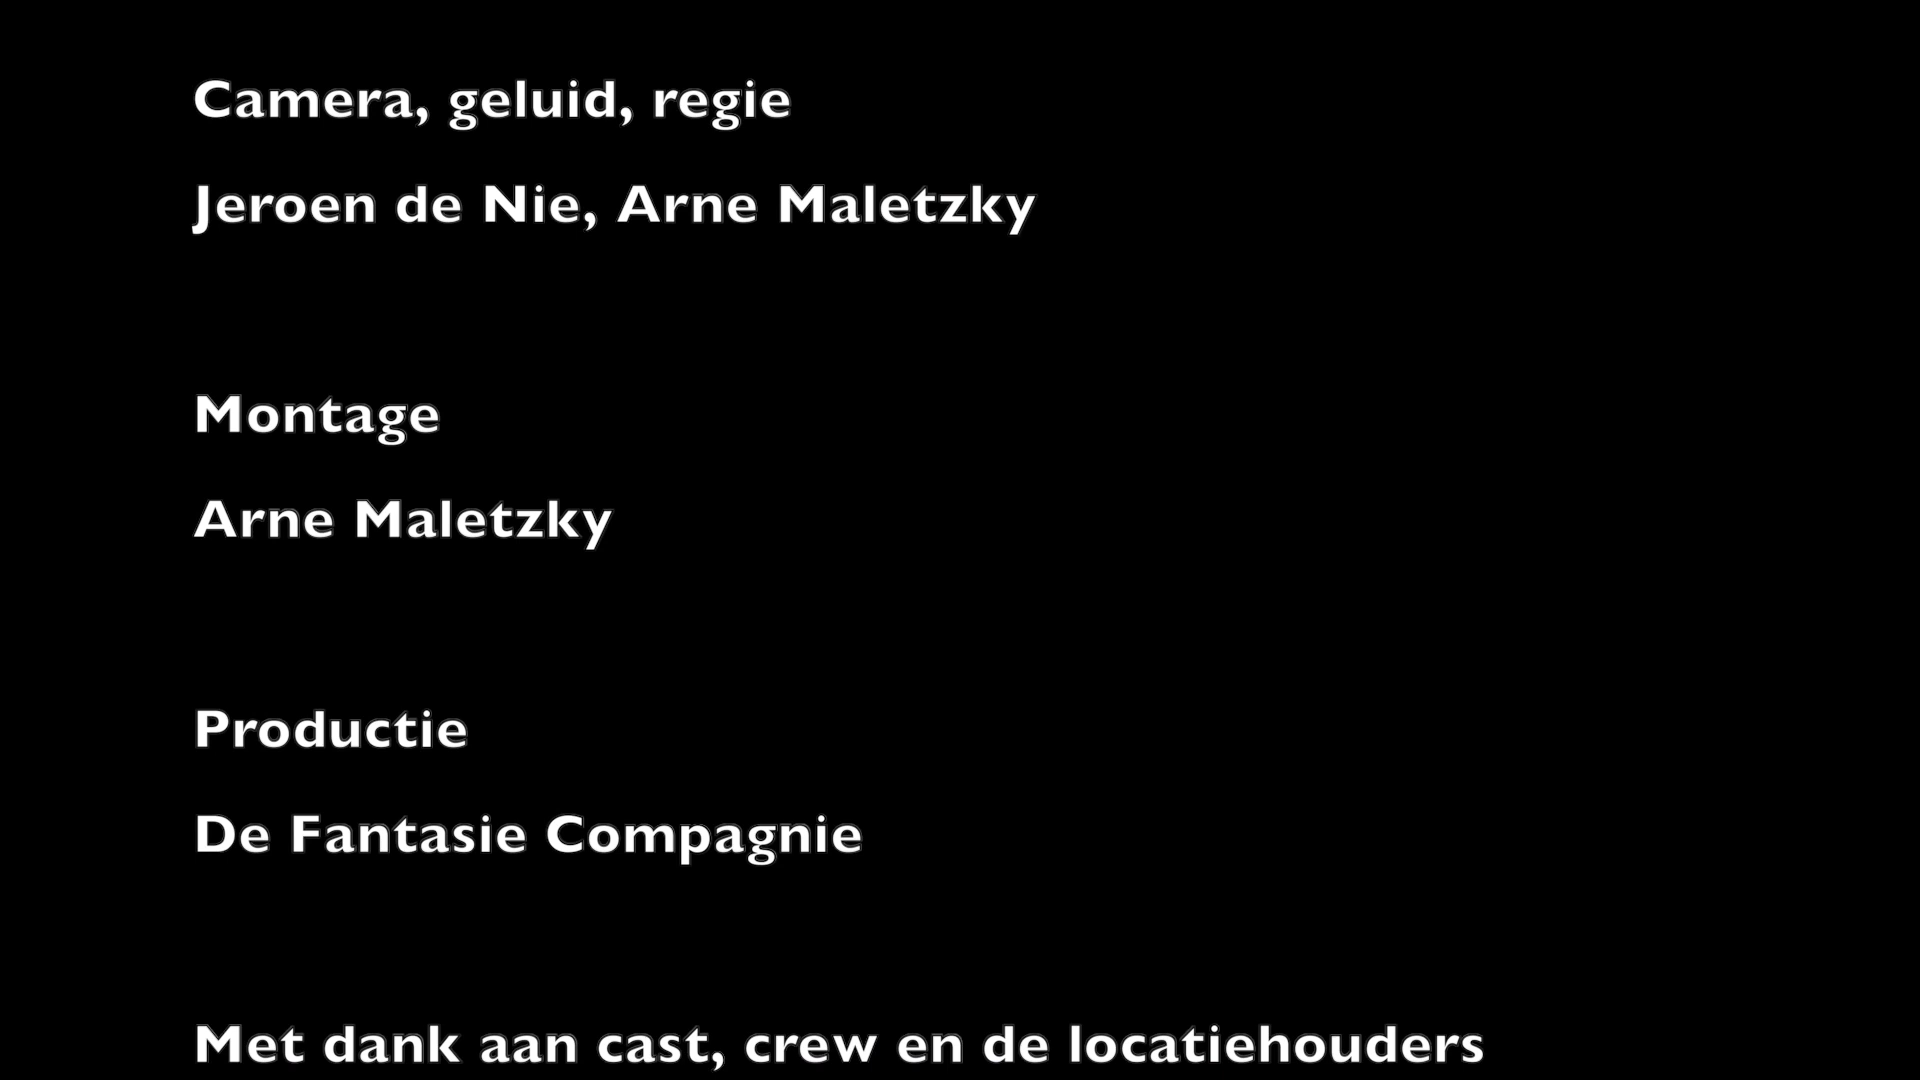 Camera, geluid, regie
Jeroen de Nie, Arne Maletzky
Montage
Arne Maletzky
Productie
De Fantasie Compagnie
Met dank aan cast, crew en de locatiehouders